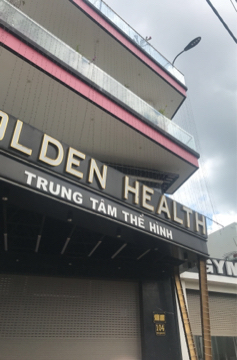 OLDEN HEALTH
TRUNG TÂM THỂ HÌNH
GYM